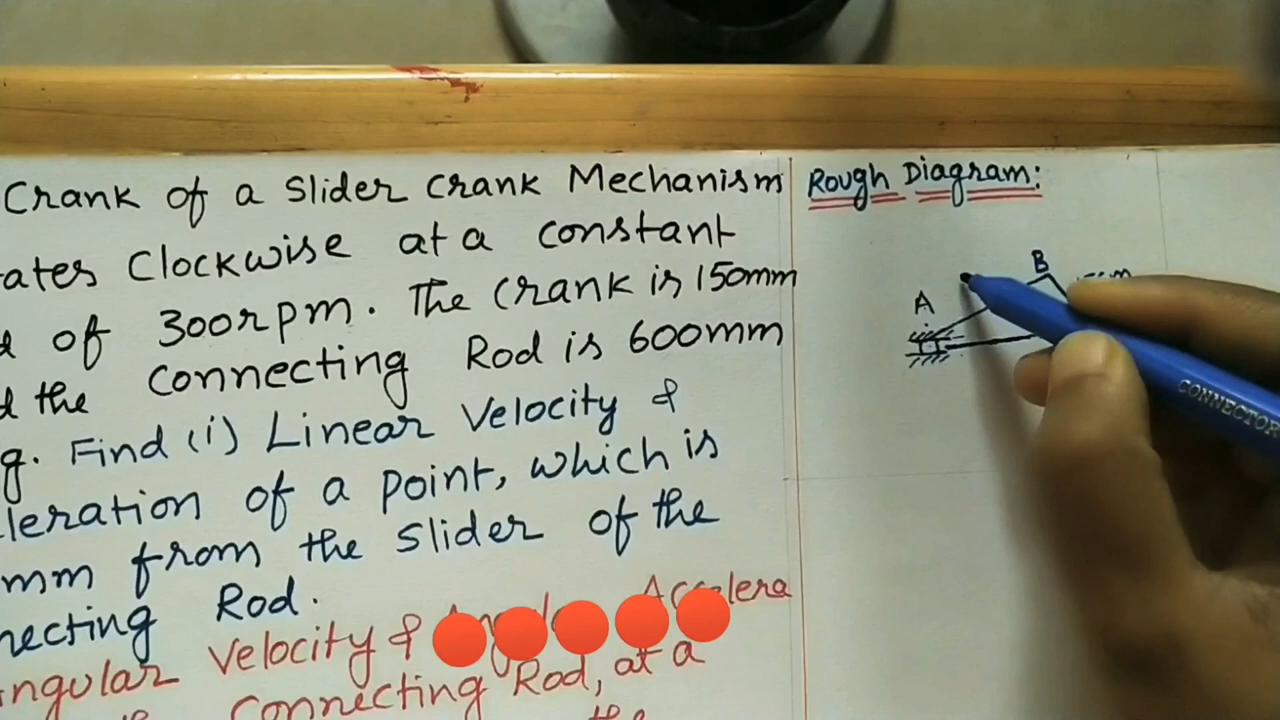 Crank of a Slider Crank Mechanism
ates Clockwise at a constant
of 300rpm. The Crank is 150mm
the connecting Rod is 600mm
g. Find (i) Linear Velocity &
leration of a point, which is
mm from the slider of the
necting Rod.
ngular Velocity &
connecting Rod, at a
the
Rough Diagram:
B
A
CONNECTOR